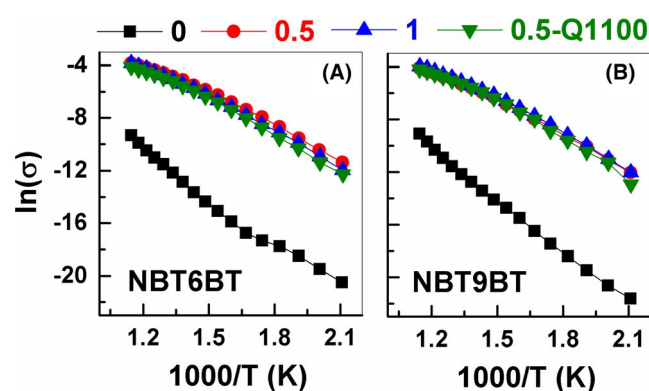 0 0.5 1 0.5-Q1100
-4
-8
-12
-16
-20
ln(σ)
(A)
NBT6BT
1.2 1.5 1.8 2.1
1000/T (K)
(B)
NBT9BT
1.2 1.5 1.8 2.1
1000/T (K)